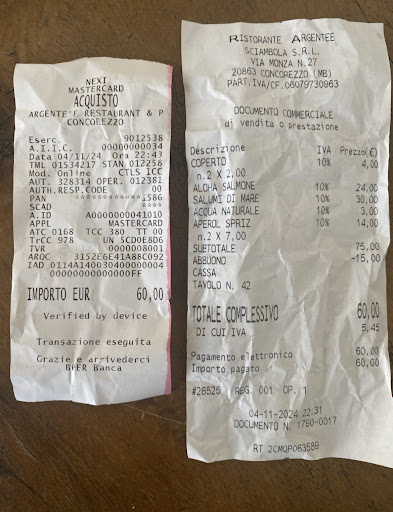 NEXI
MASTERCARD
ACQUISTO
ARGENTE'E RESTAURANT & P
CONCOREZZO
Eserc. 9012538
A.I.I.C. 00000000034
Data 04/11/24 Ora 22:43
TML 01534217 STAN 012258
Mod. Online CTLS ICC
AUT. 328314 OPER. 012381
AUTH.RESP.CODE 00
PAN ************1586
SCAD ****
A.ID A0000000041010
APPL MASTERCARD
ATC 0168 TCC 380 TT 00
TrCC 978 UN 5CD0E8D6
TVR 0000008001
ARQC 3152E6E41A88C092
IAD 0114A14003040000004
00000000000000FF
IMPORTO EUR 60,00
Verified by device
Transazione eseguita
Grazie e arrivederci
BPER Banca
RISTORANTE ARGENTEE
SCIAMBOLA S.R.L.
VIA MONZA N.27
20863 CONCOREZZO (MB)
PART.IVA/CF.06079730963
DOCUMENTO COMMERCIALE
di vendita o prestazione
Descrizione IVA Prezzo(€)
COPERTO 10% 4,00
n.2 X 2,00
ALOHA SALMONE 10% 24,00
SALUMI DI MARE 10% 30,00
ACQUA NATURALE 10% 3,00
APEROL SPRIZ 10% 14,00
n.2 X 7,00
SUBTOTALE 75,00
ABBUONO -15,00
CASSA
TAVOLO N. 42
TOTALE COMPLESSIVO 60,00
DI CUI IVA 5,45
Pagamento elettronico 60,00
Importo pagato 60,00
#26525 REG. 001 OP. 1
04-11-2024 22:31
DOCUMENTO N. 1790-0017
RT 2CMQP063589